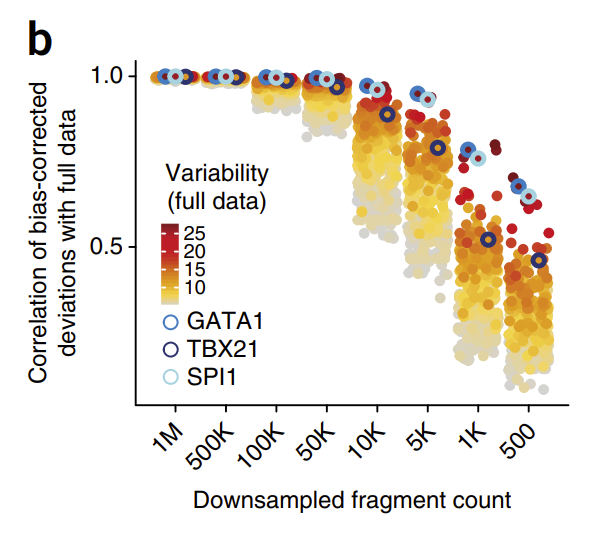 b
Correlation of bias-corrected
deviations with full data
1.0
0.5
Variability
(full data)
25
20
15
10
GATA1
TBX21
SPI1
1M
500K
100K
50K
10K
5K
1K
500
Downsampled fragment count